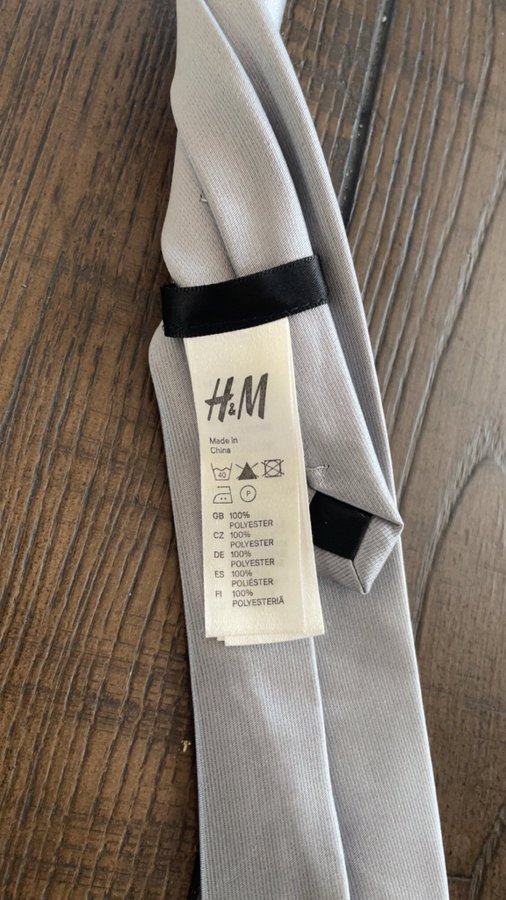 H&M
Made in
China
40
P
GB 100%
POLYESTER
CZ 100%
POLYESTER
DE 100%
POLYESTER
ES 100%
POLIÉSTER
FI 100%
POLYESTERIÄ